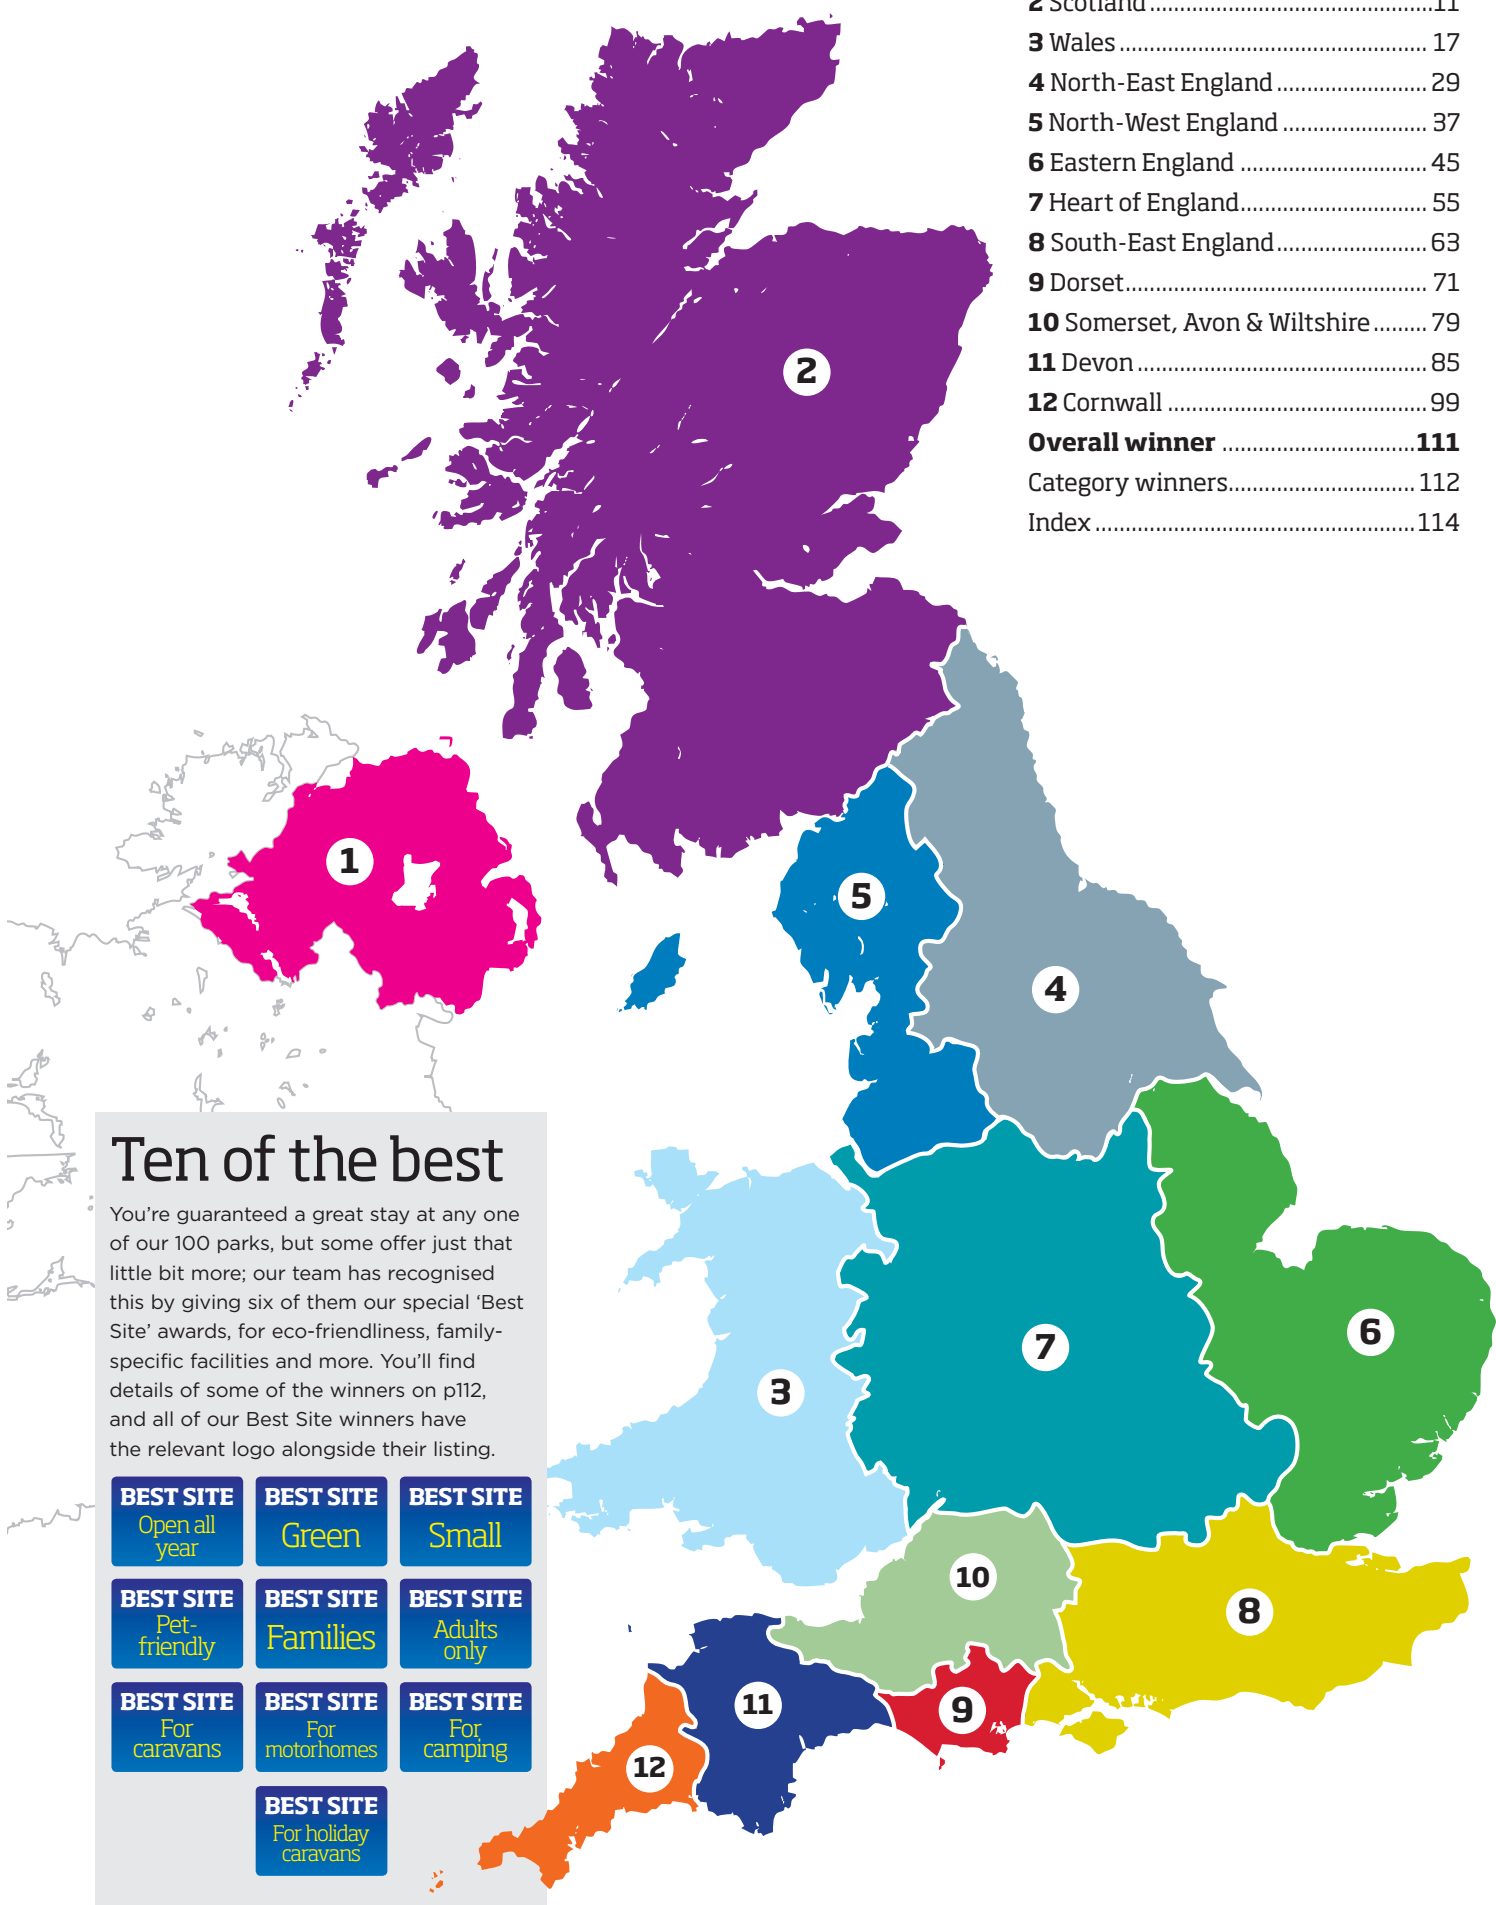 2 Scotland ................................................11
3 Wales .................................................... 17
4 North-East England ......................... 29
5 North-West England ........................ 37
6 Eastern England ............................... 45
7 Heart of England............................... 55
8 South-East England......................... 63
9 Dorset.................................................. 71
10 Somerset, Avon & Wiltshire ......... 79
11 Devon ................................................ 85
12 Cornwall ........................................... 99
Overall winner ................................111
Category winners............................... 112
Index ..................................................... 114
2
1
5
4
3
7
6
10
8
11
9
12
Ten of the best
You’re guaranteed a great stay at any one
of our 100 parks, but some offer just that
little bit more; our team has recognised
this by giving six of them our special ‘Best
Site’ awards, for eco-friendliness, family-
specific facilities and more. You’ll find
details of some of the winners on p112,
and all of our Best Site winners have
the relevant logo alongside their listing.
BEST SITE
Open all
year
BEST SITE
Green
BEST SITE
Small
BEST SITE
Pet-
friendly
BEST SITE
Families
BEST SITE
Adults
only
BEST SITE
For
caravans
BEST SITE
For
motorhomes
BEST SITE
For
camping
BEST SITE
For holiday
caravans